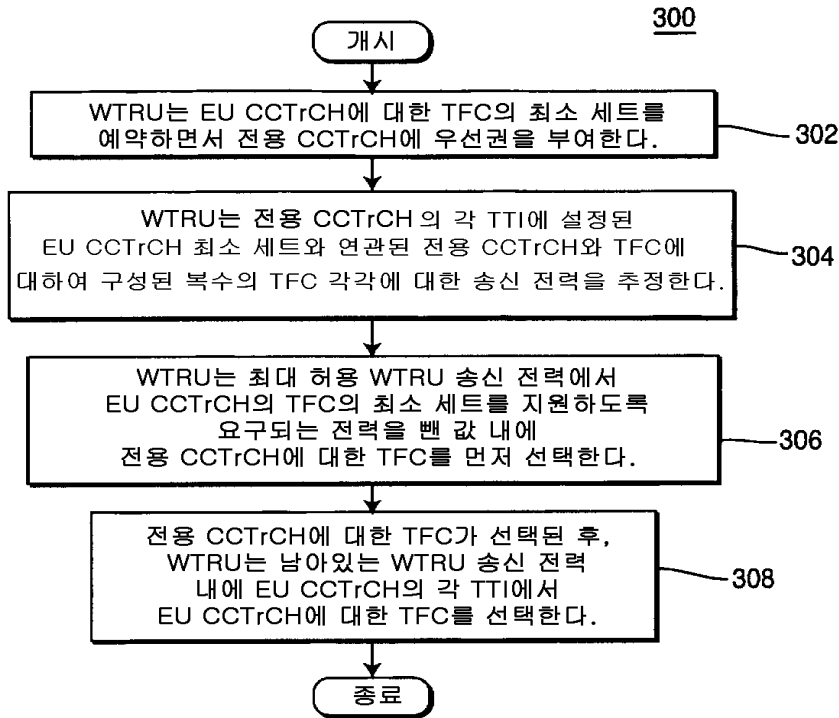 300
개시
WTRU는 EU CCTrCH에 대한 TFC의 최소 세트를
예약하면서 전용 CCTrCH에 우선권을 부여한다.
302
WTRU는 전용 CCTrCH의 각 TTI에 설정된
EU CCTrCH 최소 세트와 연관된 전용 CCTrCH와 TFC에
대하여 구성된 복수의 TFC 각각에 대한 송신 전력을 추정한다.
304
WTRU는 최대 허용 WTRU 송신 전력에서
EU CCTrCH의 TFC의 최소 세트를 지원하도록
요구되는 전력을 뺀 값 내에
전용 CCTrCH에 대한 TFC를 먼저 선택한다.
306
전용 CCTrCH에 대한 TFC가 선택된 후,
WTRU는 남아있는 WTRU 송신 전력
내에 EU CCTrCH의 각 TTI에서
EU CCTrCH에 대한 TFC를 선택한다.
308
종료